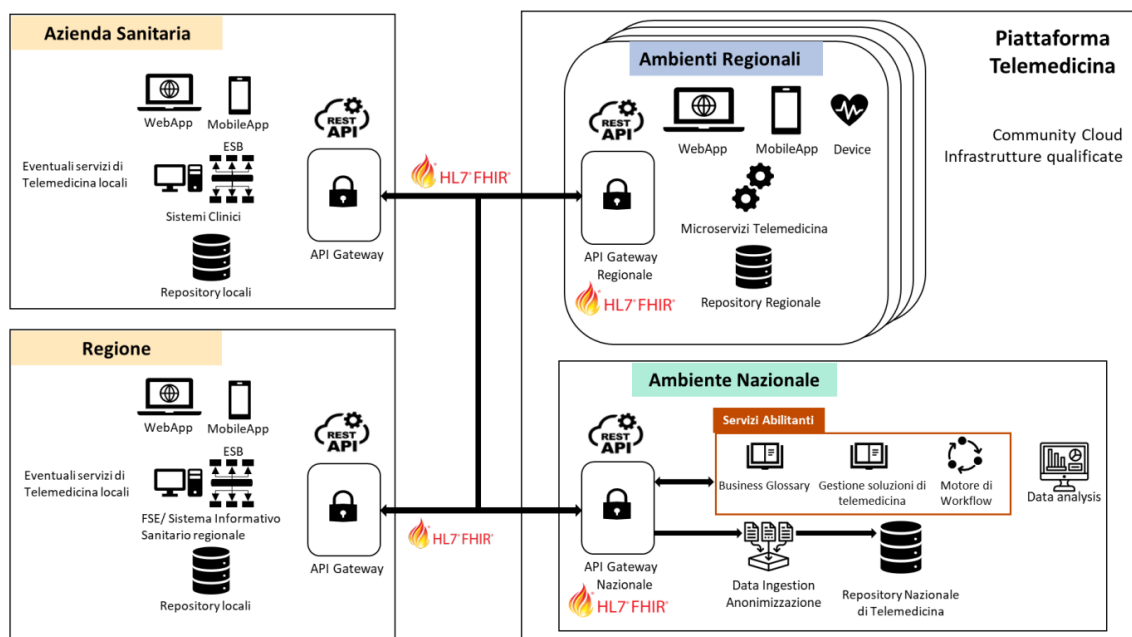 Azienda Sanitaria
WebApp
MobileApp
Eventuali servizi di
Telemedicina locali
ESB
Sistemi Clinici
Repository locali
REST
API
API Gateway
HL7® FHIR®
Piattaforma
Telemedicina
Community Cloud
Infrastrutture qualificate
Ambienti Regionali
REST
API
WebApp
MobileApp
Device
Microservizi Telemedicina
API Gateway
Regionale
HL7® FHIR®
Repository Regionale
Regione
WebApp
MobileApp
Eventuali servizi di
Telemedicina locali
ESB
FSE/ Sistema Informativo
Sanitario regionale
Repository locali
REST
API
API Gateway
HL7® FHIR®
Ambiente Nazionale
REST
API
API Gateway
Nazionale
HL7® FHIR®
Servizi Abilitanti
Business Glossary
Gestione soluzioni di
telemedicina
Motore di
Workflow
Data analysis
Data Ingestion
Anonimizzazione
Repository Nazionale
di Telemedicina